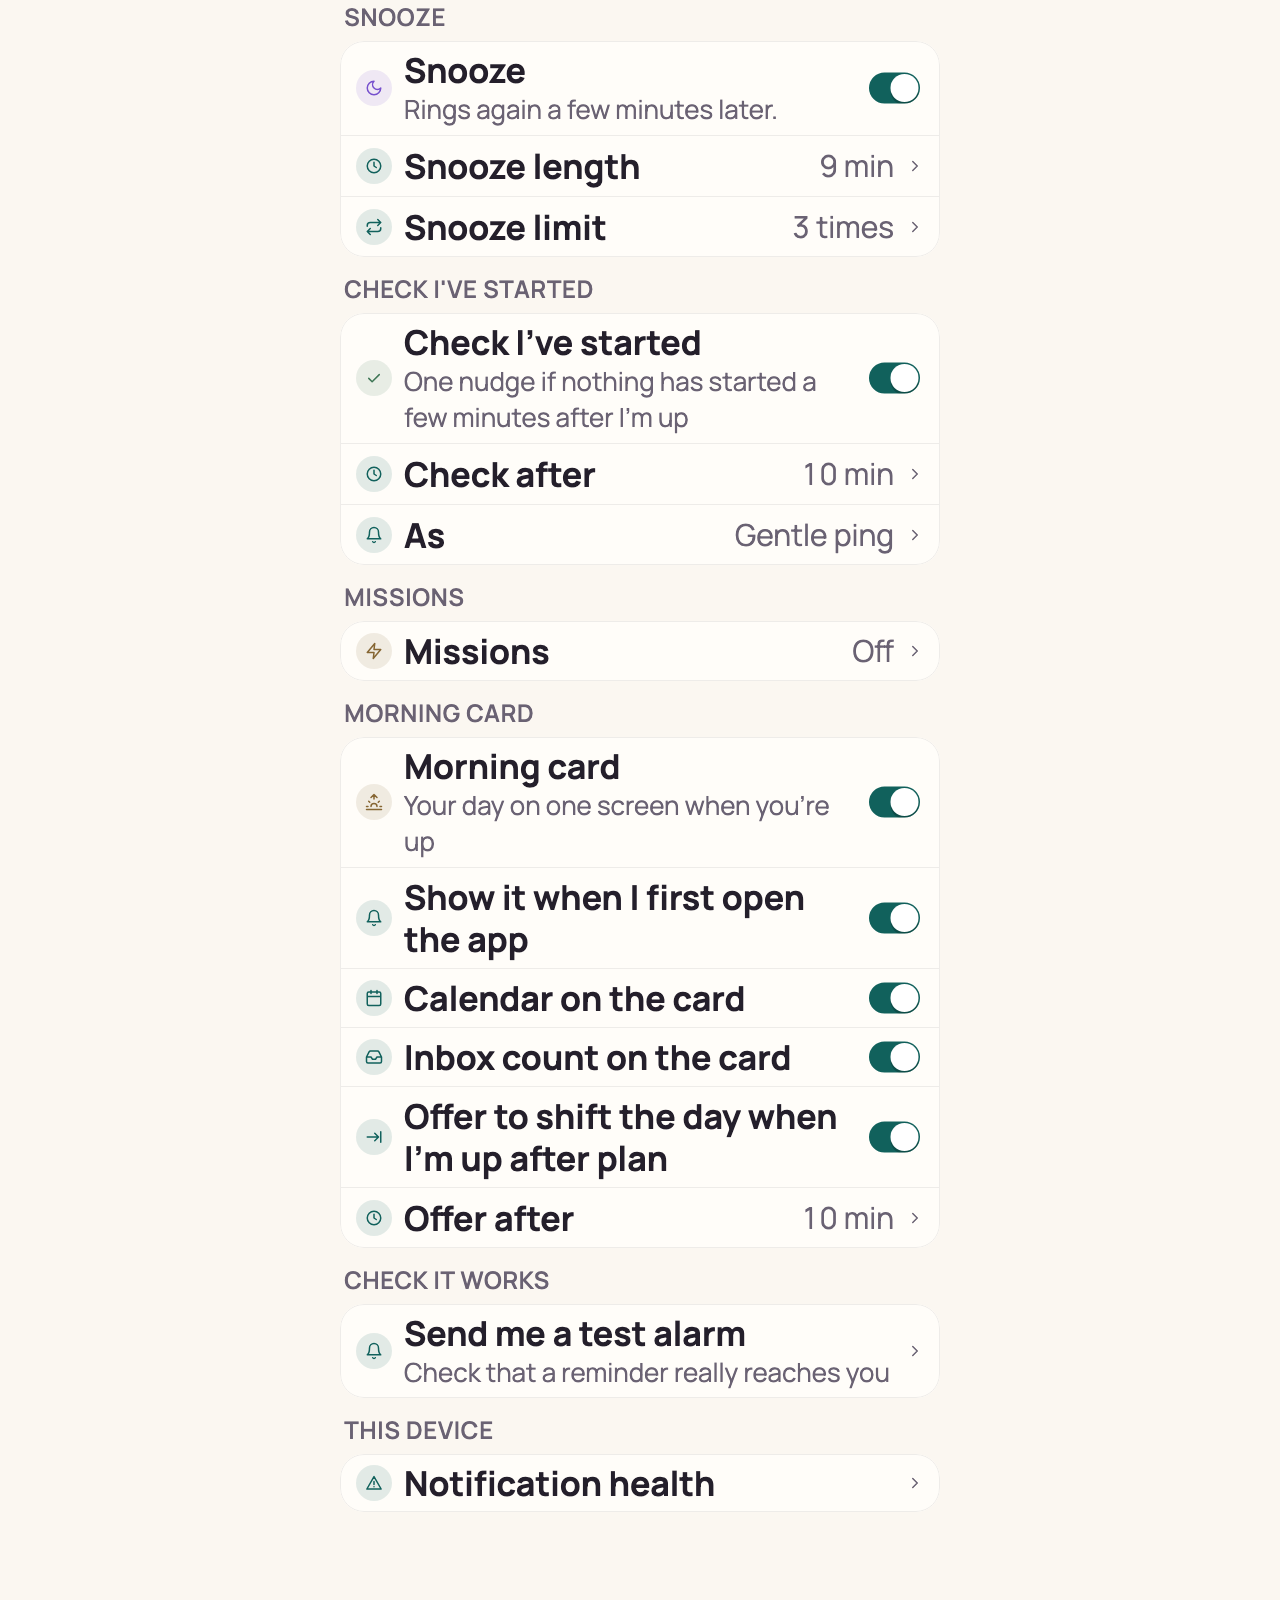 SNOOZE
Snooze
Rings again a few minutes later.
Snooze length
9 min
Snooze limit
3 times
CHECK I'VE STARTED
Check I’ve started
One nudge if nothing has started a
few minutes after I’m up
Check after
10 min
As
Gentle ping
MISSIONS
Missions
Off
MORNING CARD
Morning card
Your day on one screen when you’re
up
Show it when I first open
the app
Calendar on the card
Inbox count on the card
Offer to shift the day when
I’m up after plan
Offer after
10 min
CHECK IT WORKS
Send me a test alarm
Check that a reminder really reaches you
THIS DEVICE
Notification health